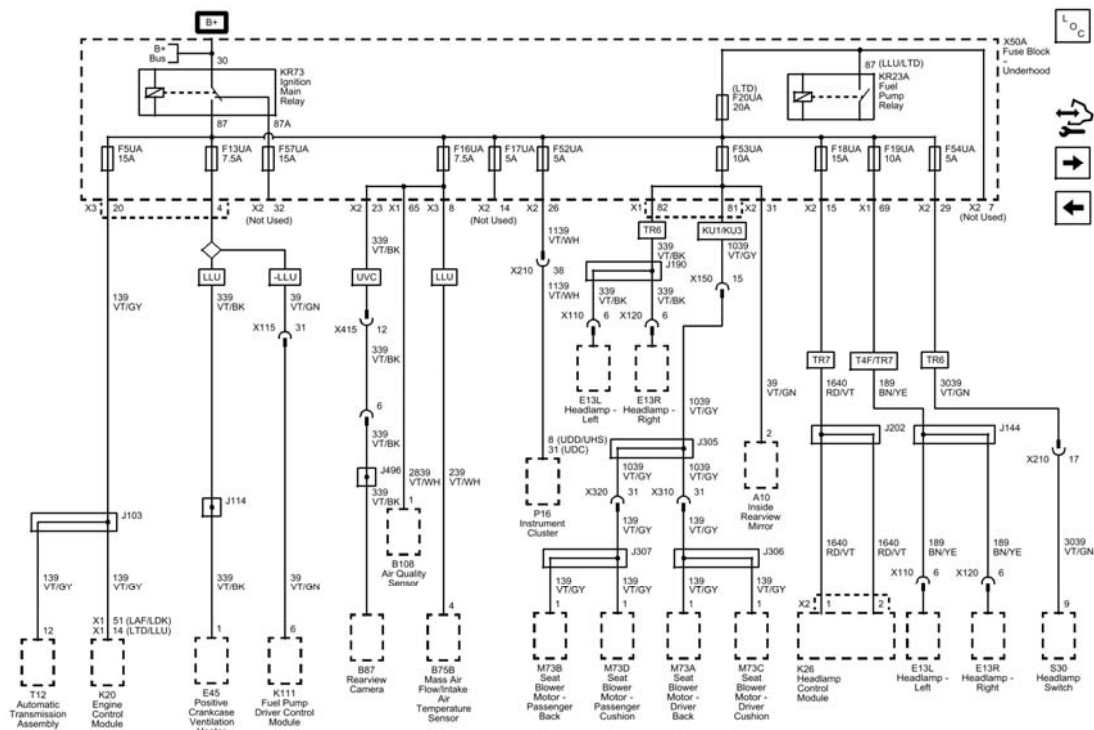 B+
L
O
C
X50A
Fuse Block
–
Underhood
B+
Bus
30
KR73
Ignition
Main
Relay
87
87A
87 (LLU/LTD)
KR23A
Fuel
Pump
Relay
(LTD)
F20UA
20A
F5UA
15A
F13UA
7.5A
F57UA
15A
F16UA
7.5A
F17UA
5A
F52UA
5A
F53UA
10A
F18UA
15A
F19UA
10A
F54UA
5A
X3 20
4
X2 32
(Not Used)
X2 23
X1 65
X3 8
X2 14
(Not Used)
X2 26
X1 82
81
X2 31
X2 15
X1 69
X2 29
X2 7
(Not Used)
TR6
KU1/KU3
339
VT/BK
1139
VT/WH
339
VT/BK
1039
VT/GY
J190
X210 38
X150 15
LLU
-LLU
UVC
LLU
139
VT/GY
339
VT/BK
39
VT/GN
1139
VT/WH
339
VT/BK
339
VT/BK
X115 31
X415 12
X110 6
X120 6
339
VT/BK
TR7
T4F/TR7
TR6
E13L
Headlamp -
Left
E13R
Headlamp -
Right
39
VT/GN
1640
RD/VT
189
BN/YE
3039
VT/GN
6
1039
VT/GY
339
VT/BK
8 (UDD/UHS)
31 (UDC)
J305
2
J202
J144
X210 17
J496
2839
VT/WH
239
VT/WH
1039
VT/GY
1039
VT/GY
339
VT/BK
1
X320 31
X310 31
A10
Inside
Rearview
Mirror
J114
P16
Instrument
Cluster
J103
139
VT/GY
139
VT/GY
1640
RD/VT
1640
RD/VT
189
BN/YE
189
BN/YE
3039
VT/GN
B108
Air Quality
Sensor
J307
J306
139
VT/GY
139
VT/GY
339
VT/BK
39
VT/GN
139
VT/GY
139
VT/GY
139
VT/GY
139
VT/GY
X110 6
X120 6
12
X1 51 (LAF/LDK)
X1 14 (LTD/LLU)
1
6
4
1
1
1
1
X2 1
2
9
T12
Automatic
Transmission
Assembly
K20
Engine
Control
Module
E45
Positive
Crankcase
Ventilation
K111
Fuel Pump
Driver Control
Module
B87
Rearview
Camera
B75B
Mass Air
Flow/Intake
Air
Temperature
Sensor
M73B
Seat
Blower
Motor -
Passenger
Back
M73D
Seat
Blower
Motor -
Passenger
Cushion
M73A
Seat
Blower
Motor -
Driver
Back
M73C
Seat
Blower
Motor -
Driver
Cushion
K26
Headlamp
Control
Module
E13L
Headlamp -
Left
E13R
Headlamp -
Right
S30
Headlamp
Switch